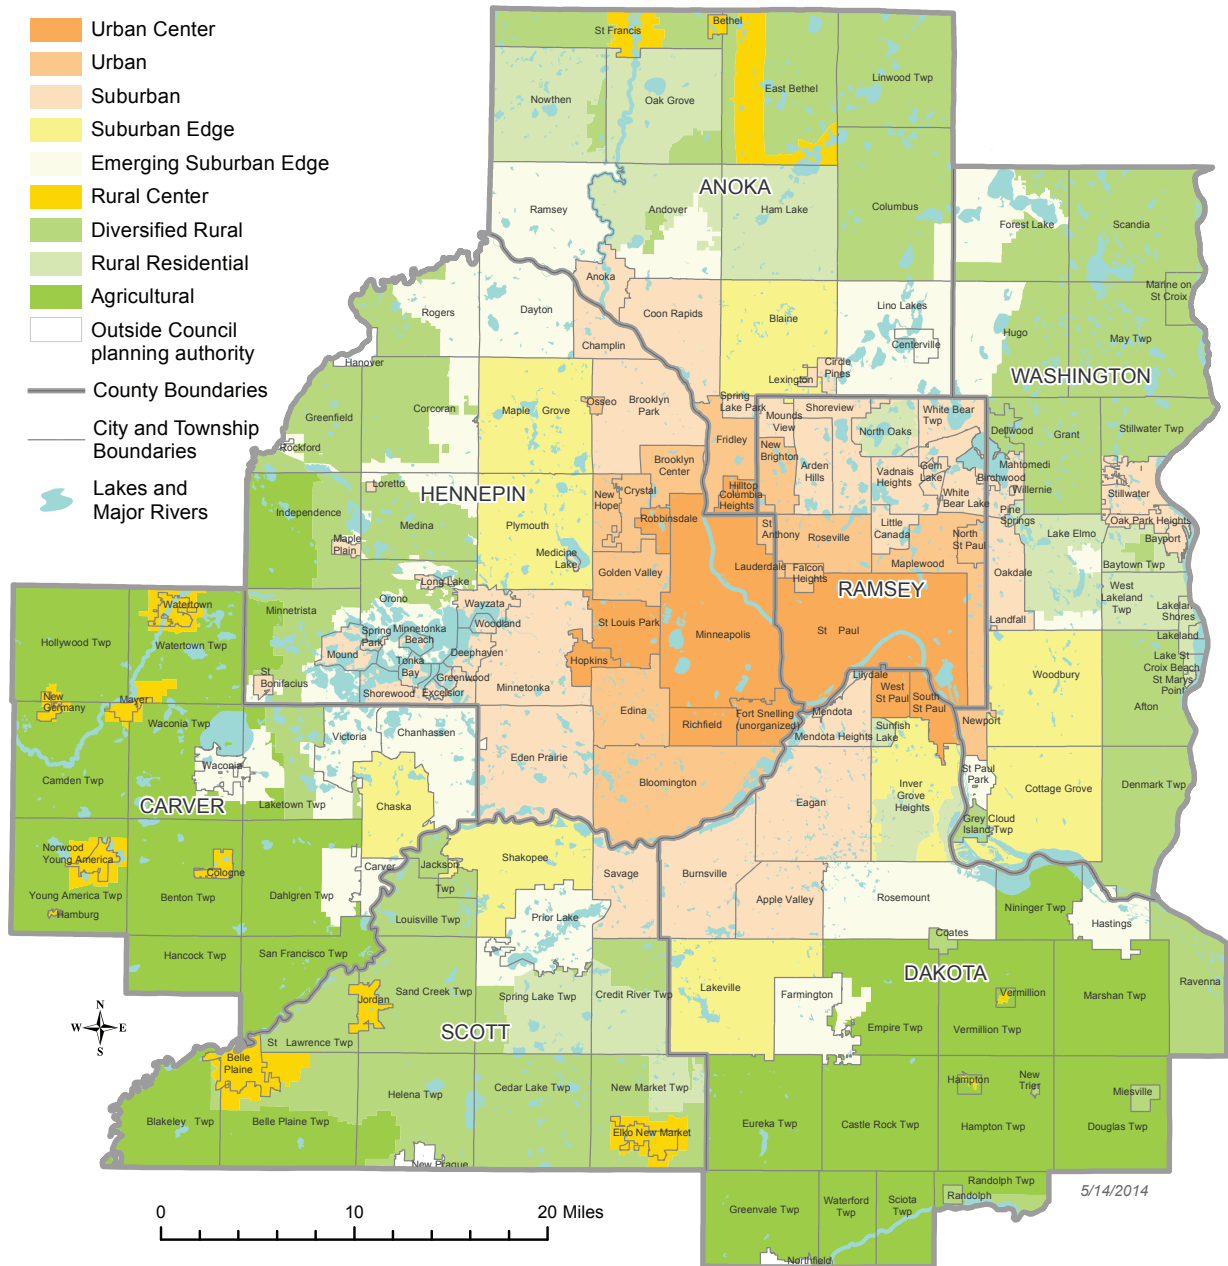 Urban Center
Urban
Suburban
Suburban Edge
Emerging Suburban Edge
Rural Center
Diversified Rural
Rural Residential
Agricultural
Outside Council
planning authority
County Boundaries
City and Township
Boundaries
Lakes and
Major Rivers
St Francis
Bethel
Nowthen
Oak Grove
East Bethel
Linwood Twp
ANOKA
Ramsey
Andover
Ham Lake
Columbus
Forest Lake
Scandia
Marine on
St Croix
Anoka
Rogers
Dayton
Coon Rapids
Blaine
Lino Lakes
Centerville
Hugo
May Twp
Champlin
Hanover
Circle
Pines
Lexington
WASHINGTON
Greenfield
Corcoran
Maple Grove
Osseo
Brooklyn
Park
Spring
Lake Park
Mounds
View
Shoreview
White Bear
Twp
North Oaks
Dellwood
Grant
Stillwater Twp
Rockford
Fridley
New
Brighton
Brooklyn
Center
Arden
Hills
Vadnais
Heights
Gem
Lake
Mahtomedi
Birchwood
Willernie
White
Bear Lake
Stillwater
Loretto
HENNEPIN
New
Hope
Crystal
Hilltop
Columbia
Heights
Pine
Springs
Oak Park Heights
Independence
Medina
Plymouth
Robbinsdale
St
Anthony
Roseville
Little
Canada
North
St Paul
Lake Elmo
Bayport
Maple
Plain
Medicine
Lake
Golden Valley
Lauderdale
Falcon
Heights
Maplewood
Oakdale
Baytown Twp
Long Lake
RAMSEY
West
Lakeland
Twp
Orono
Wayzata
Woodland
Watertown
Minnetrista
Spring
Park
Minnetonka
Beach
St Louis Park
Minneapolis
St Paul
Landfall
Lakeland
Shores
Lakeland
Hollywood Twp
Watertown Twp
Mound
Tonka
Bay
Deephaven
Greenwood
Hopkins
Lake St
Croix Beach
St Marys
Point
Woodbury
St
Bonifacius
Shorewood
Excelsior
Minnetonka
Lilydale
West
St Paul
South
St Paul
New
Germany
Mayer
Waconia Twp
Edina
Richfield
Fort Snelling
(unorganized)
Mendota
Newport
Afton
Victoria
Chanhassen
Mendota Heights
Sunfish
Lake
Waconia
Eden Prairie
Bloomington
St Paul
Park
Camden Twp
CARVER
Laketown Twp
Chaska
Eagan
Inver
Grove
Heights
Cottage Grove
Denmark Twp
Grey Cloud
Island Twp
Norwood
Young America
Cologne
Carver
Jackson
Twp
Shakopee
Savage
Burnsville
Young America Twp
Benton Twp
Dahlgren Twp
Hamburg
Louisville Twp
Prior Lake
Apple Valley
Rosemount
Nininger Twp
Hastings
Coates
Hancock Twp
San Francisco Twp
DAKOTA
Jordan
Sand Creek Twp
Spring Lake Twp
Credit River Twp
Lakeville
Farmington
Vermillion
Marshan Twp
Ravenna
Empire Twp
Vermillion Twp
SCOTT
St Lawrence Twp
N
W E
S
Belle
Plaine
Helena Twp
Cedar Lake Twp
New Market Twp
Hampton
New
Trier
Miesville
Blakeley Twp
Belle Plaine Twp
Elko New Market
Eureka Twp
Castle Rock Twp
Hampton Twp
Douglas Twp
New Prague
Randolph Twp
Randolph
5/14/2014
Greenvale Twp
Waterford
Twp
Sciota
Twp
Northfield
0 10 20 Miles